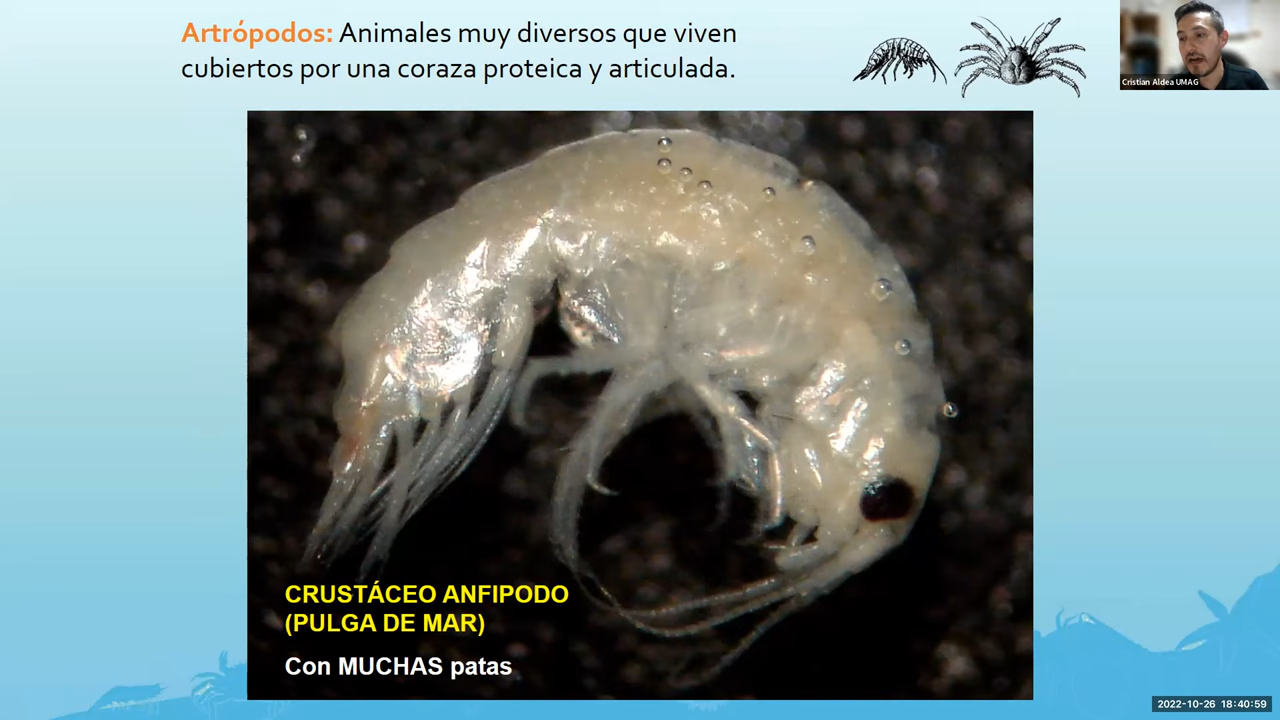 Artrópodos: Animales muy diversos que viven
cubiertos por una coraza proteica y articulada.
Cristian Aldea UMAG
CRUSTÁCEO ANFIPODO
(PULGA DE MAR)
Con MUCHAS patas
2022-10-26 18:40:59